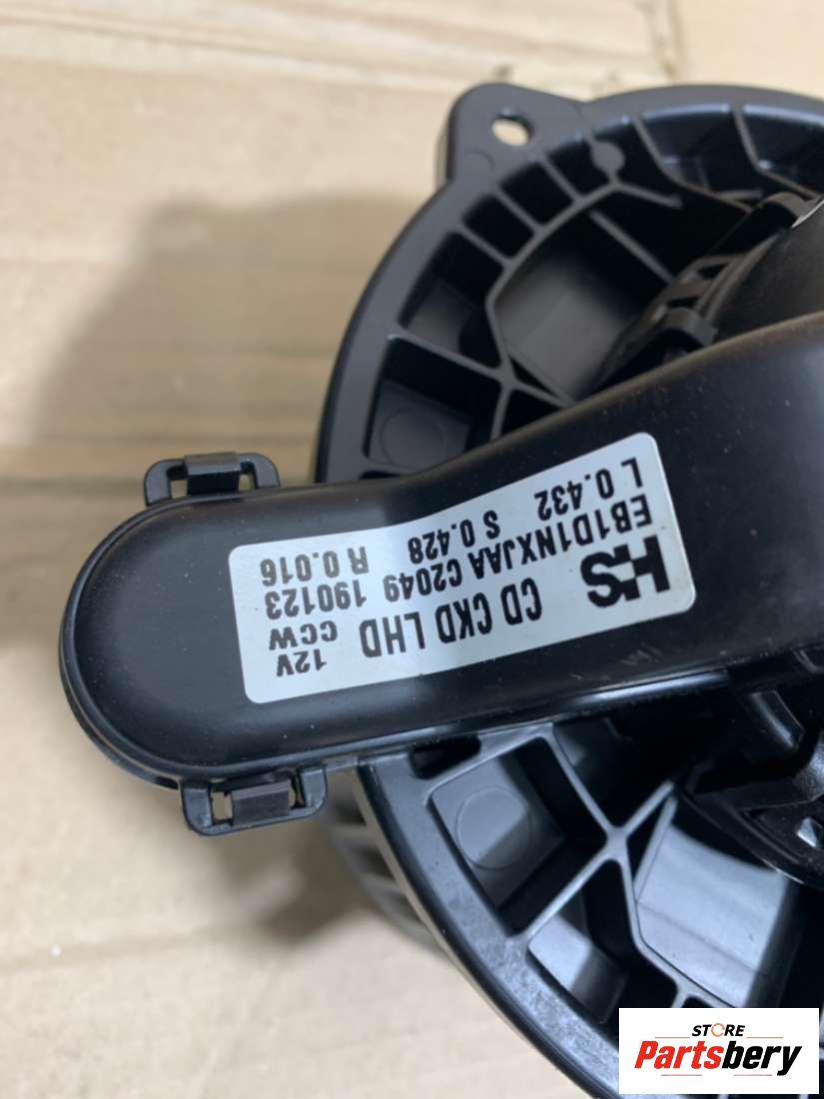 HS CD CKD LHD 12V CCW
EB1D1NXJAA C2049 190123
L 0.432 S 0.428 R 0.016
STORE
Partsbery